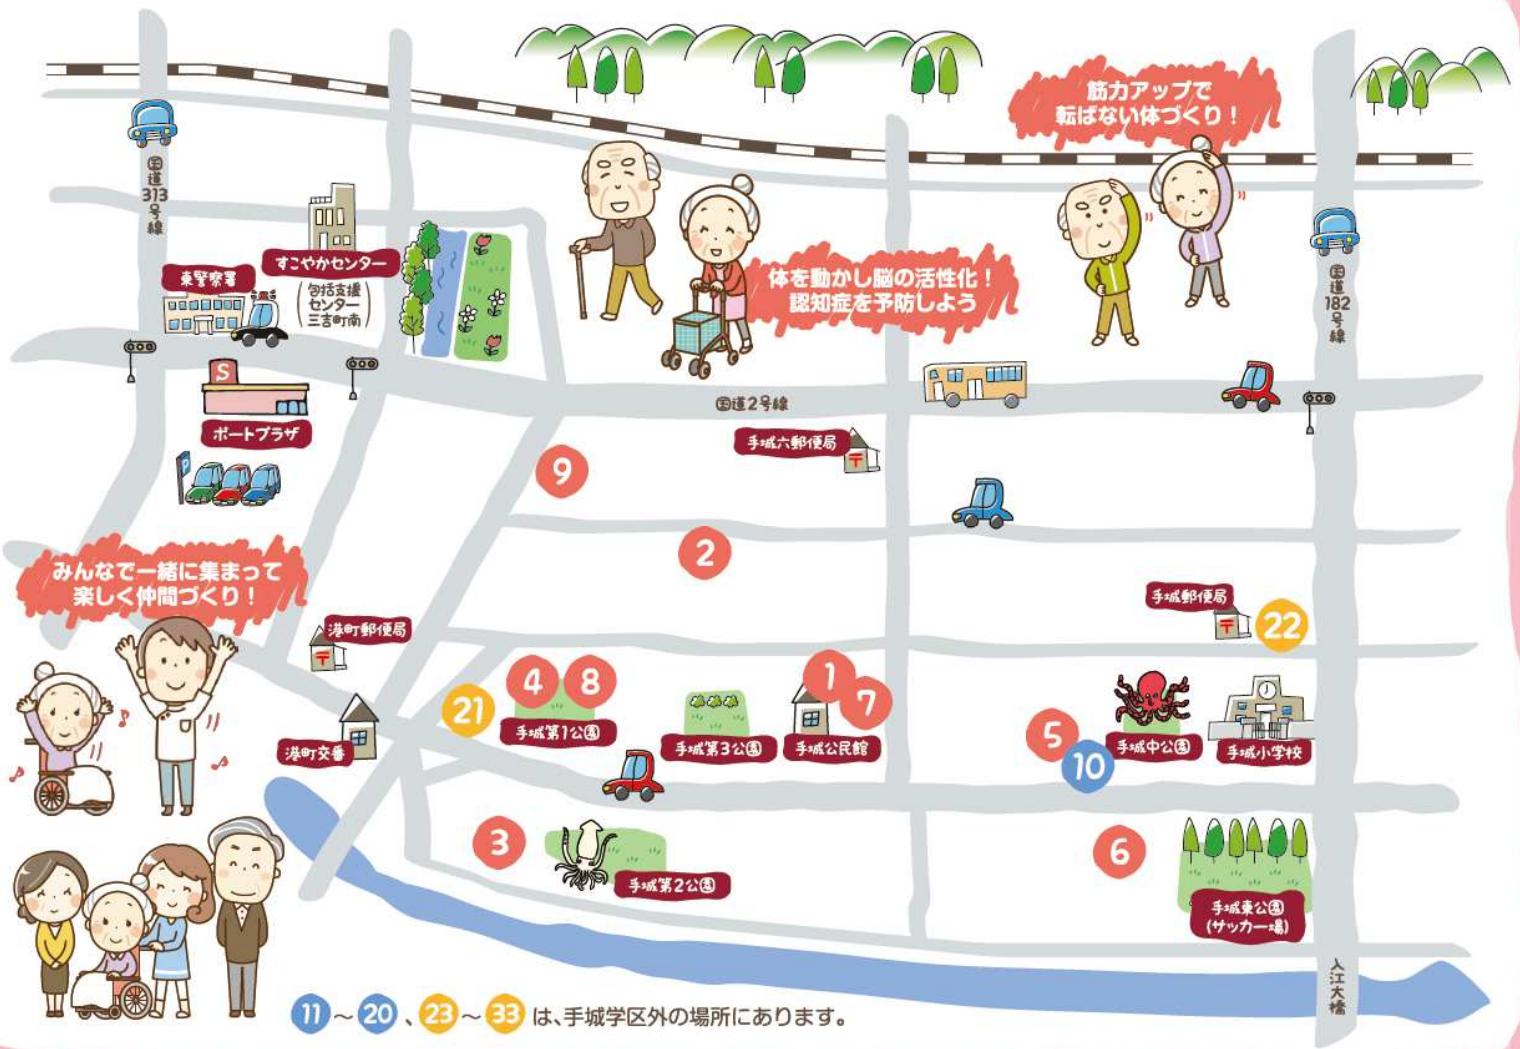 筋力アップで
転ばない体づくり！
国道
313
号線
すこやかセンター
(包括支援
センター
三吉町南)
東警察署
体を動かし脳の活性化！
認知症を予防しよう
国道
182
号線
S
ポートプラザ
国道2号線
手城六郵便局
〒
P
9
2
みんなで一緒に集まって
楽しく仲間づくり！
手城郵便局
〒
22
港町郵便局
〒
4
8
1
7
21
手城第1公園
手城第3公園
手城公民館
5
10
手城中公園
手城小学校
港町交番
3
手城第2公園
6
手城東公園
(サッカー場)
入江大橋
11～20、23～33は、手城学区外の場所にあります。